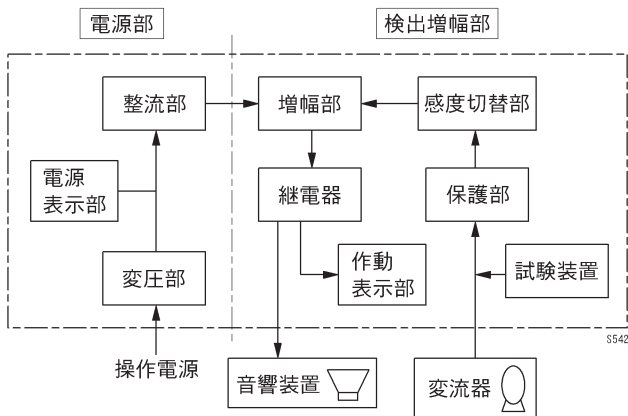 電源部
検出増幅部
整流部
増幅部
感度切替部
電源
表示部
継電器
保護部
変圧部
作動
表示部
試験装置
S542
操作電源
音響装置
変流器